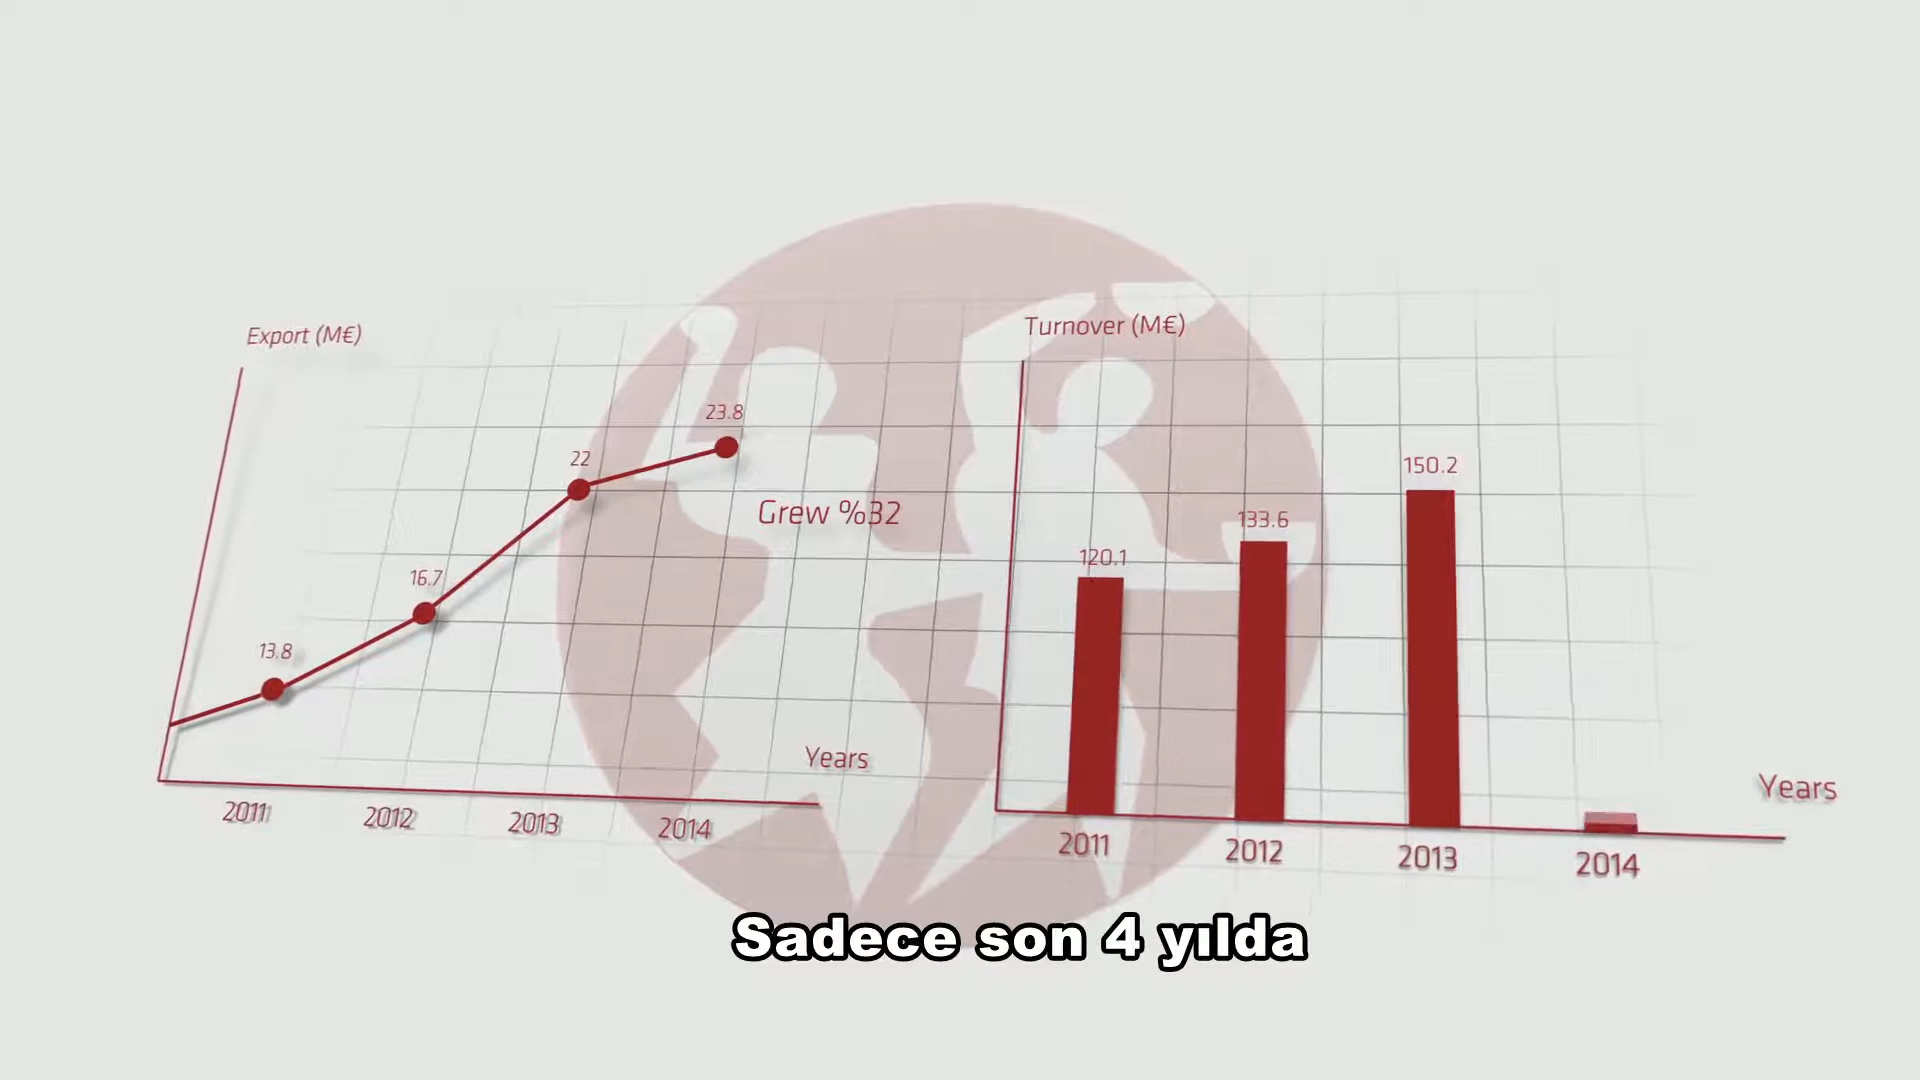 Export (M€)
23.8
22
Grew %32
16.7
13.8
Years
2011
2012
2013
2014
Turnover (M€)
150.2
133.6
120.1
Years
2011
2012
2013
2014
Sadece son 4 yılda